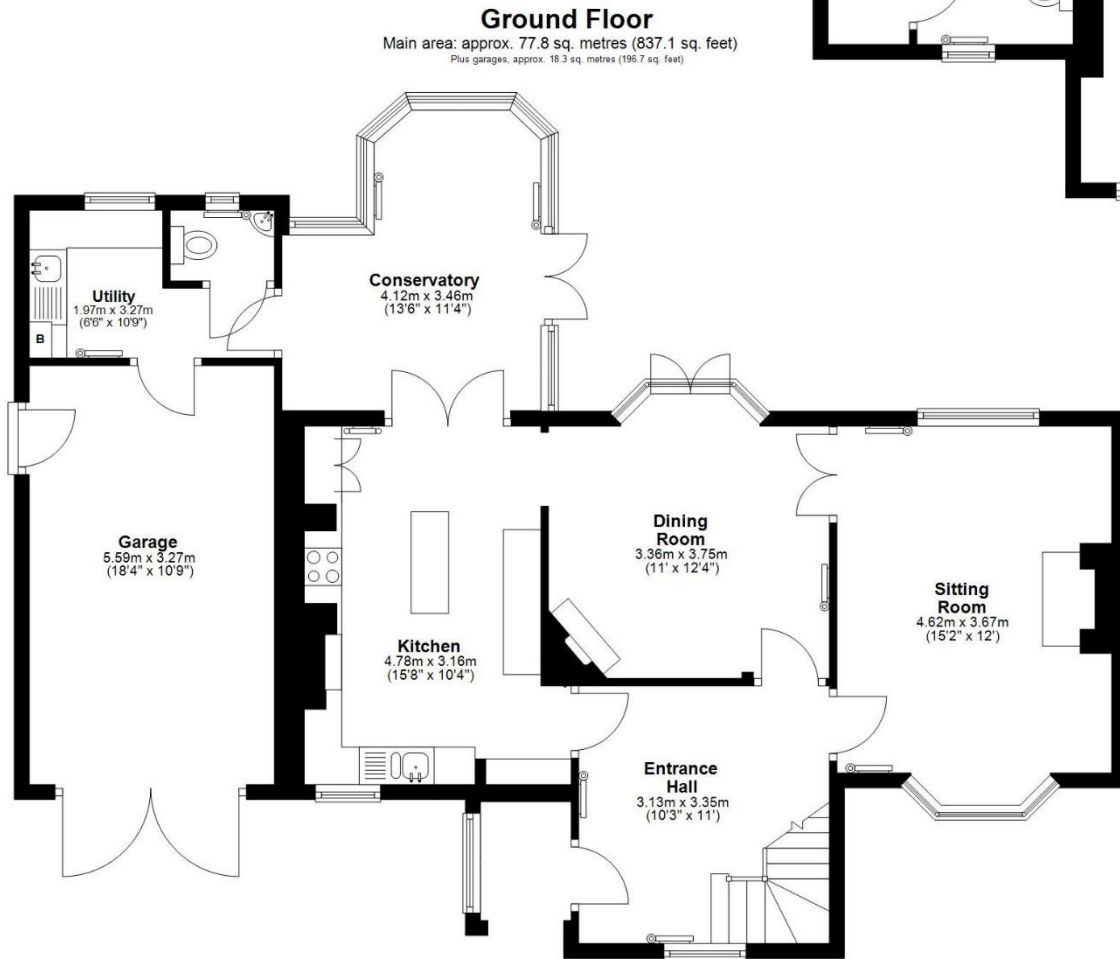 Ground Floor
Main area: approx. 77.8 sq. metres (837.1 sq. feet)
Plus garages, approx. 18.3 sq. metres (196.7 sq. feet)
Conservatory
4.12m x 3.46m
(13'6" x 11'4")
Utility
1.97m x 3.27m
(6'6" x 10'9")
B
Garage
5.59m x 3.27m
(18'4" x 10'9")
Dining
Room
3.36m x 3.75m
(11' x 12'4")
Sitting
Room
4.62m x 3.67m
(15'2" x 12')
Kitchen
4.78m x 3.16m
(15'8" x 10'4")
Entrance
Hall
3.13m x 3.35m
(10'3" x 11')